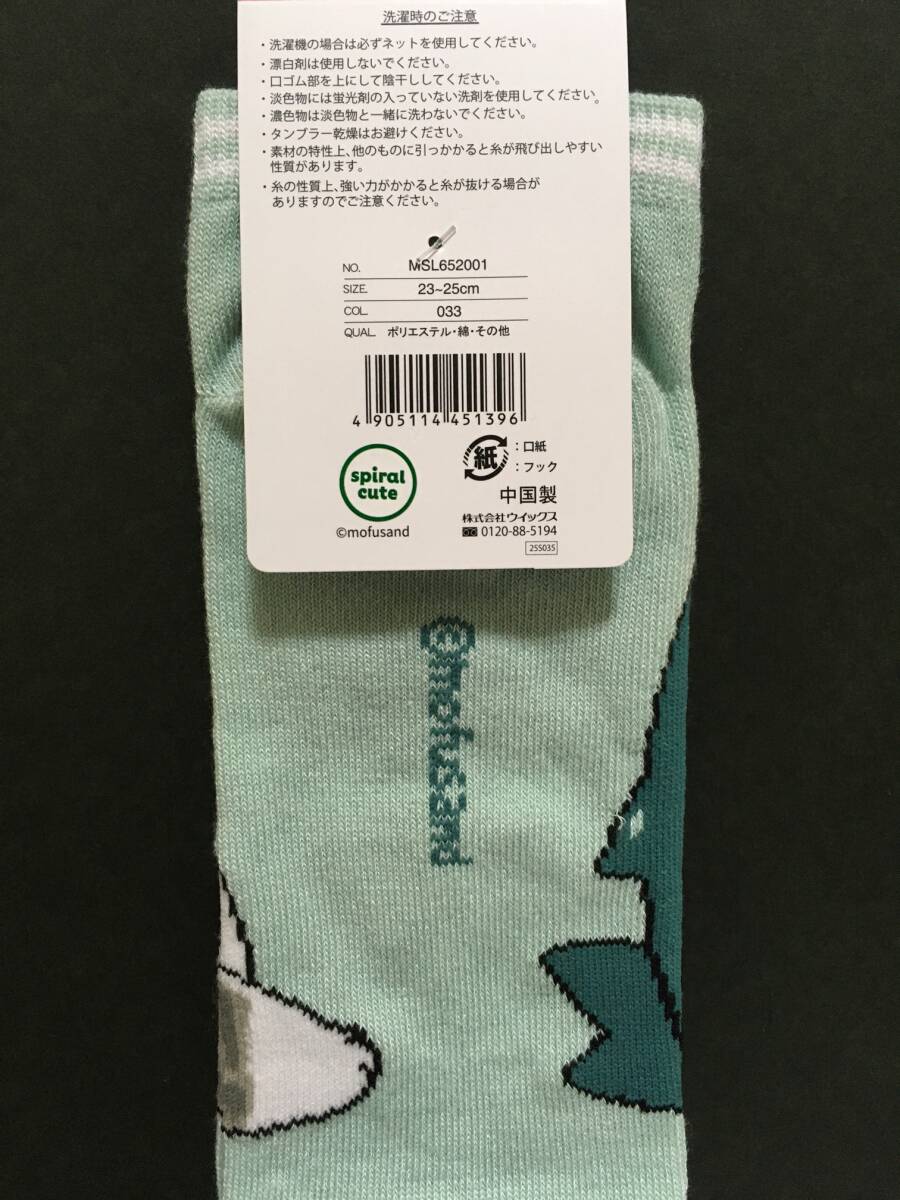 洗濯時のご注意
・洗濯機の場合は必ずネットを使用してください。
・漂白剤は使用しないでください。
・口ゴム部を上にして陰干ししてください。
・淡色物には蛍光剤の入っていない洗剤を使用してください。
・濃色物は淡色物と一緒に洗わないでください。
・タンブラー乾燥はお避けください。
・素材の特性上、他のものに引っかかると糸が飛び出しやすい
性質があります。
・糸の性質上、強い力がかかると糸が抜ける場合が
ありますのでご注意ください。
NO. MSL652001
SIZE. 23~25cm
COL. 033
QUAL. ポリエステル・綿・その他
4 905114 451396
spiral
cute
©mofusand
紙 :口紙
:フック
中国製
株式会社ウイックス
0120-88-5194
255035
©mofusand